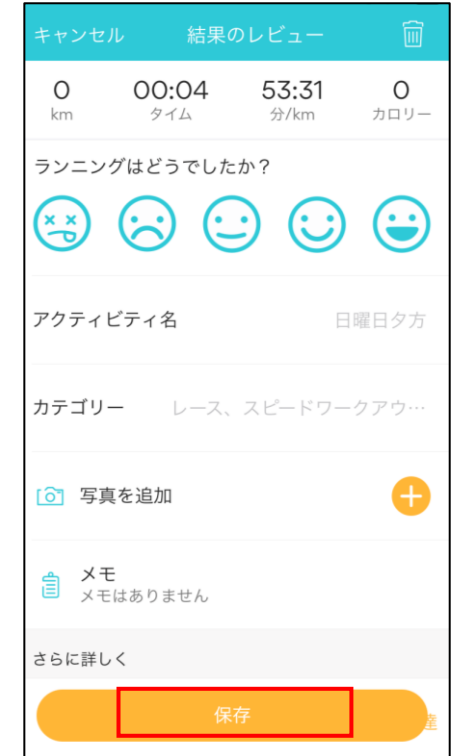 キャンセル 結果のレビュー
0 00:04 53:31 0
km タイム 分/km カロリー
ランニングはどうでしたか？
アクティビティ名 日曜日夕方
カテゴリー レース、スピードワークアウ…
写真を追加
メモ
メモはありません
さらに詳しく
保存